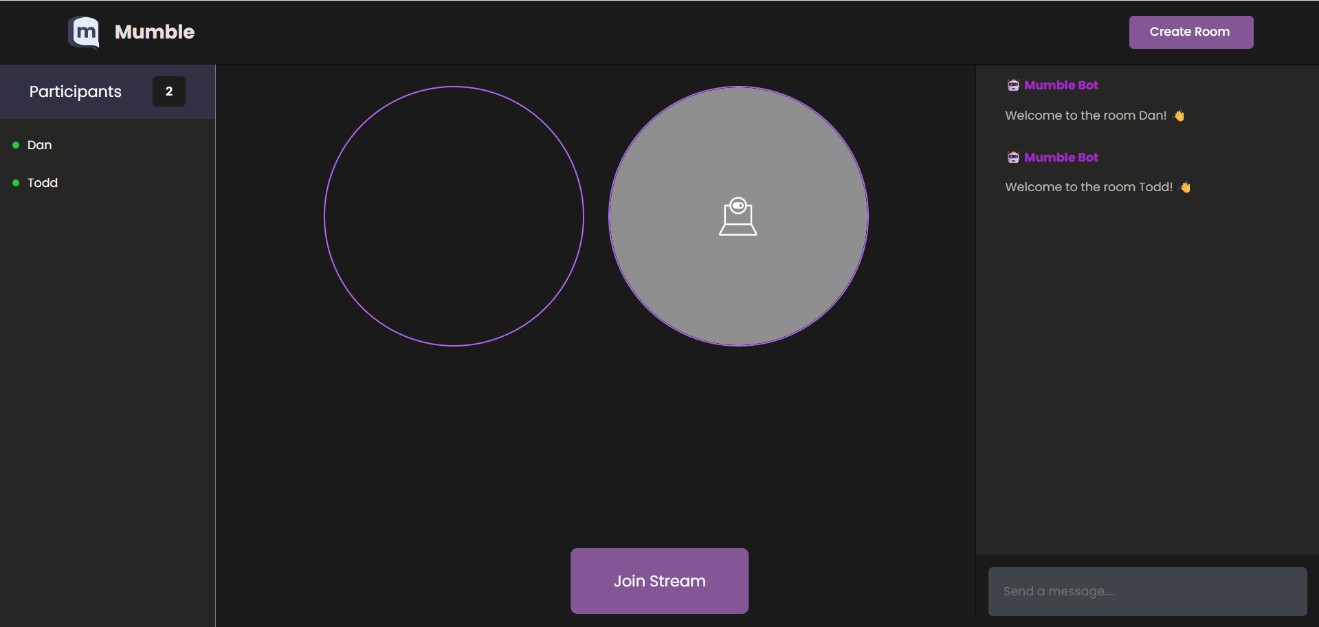 m Mumble
Create Room
Participants 2
Dan
Todd
Mumble Bot
Welcome to the room Dan! 👋
Mumble Bot
Welcome to the room Todd! 👋
Join Stream
Send a message....